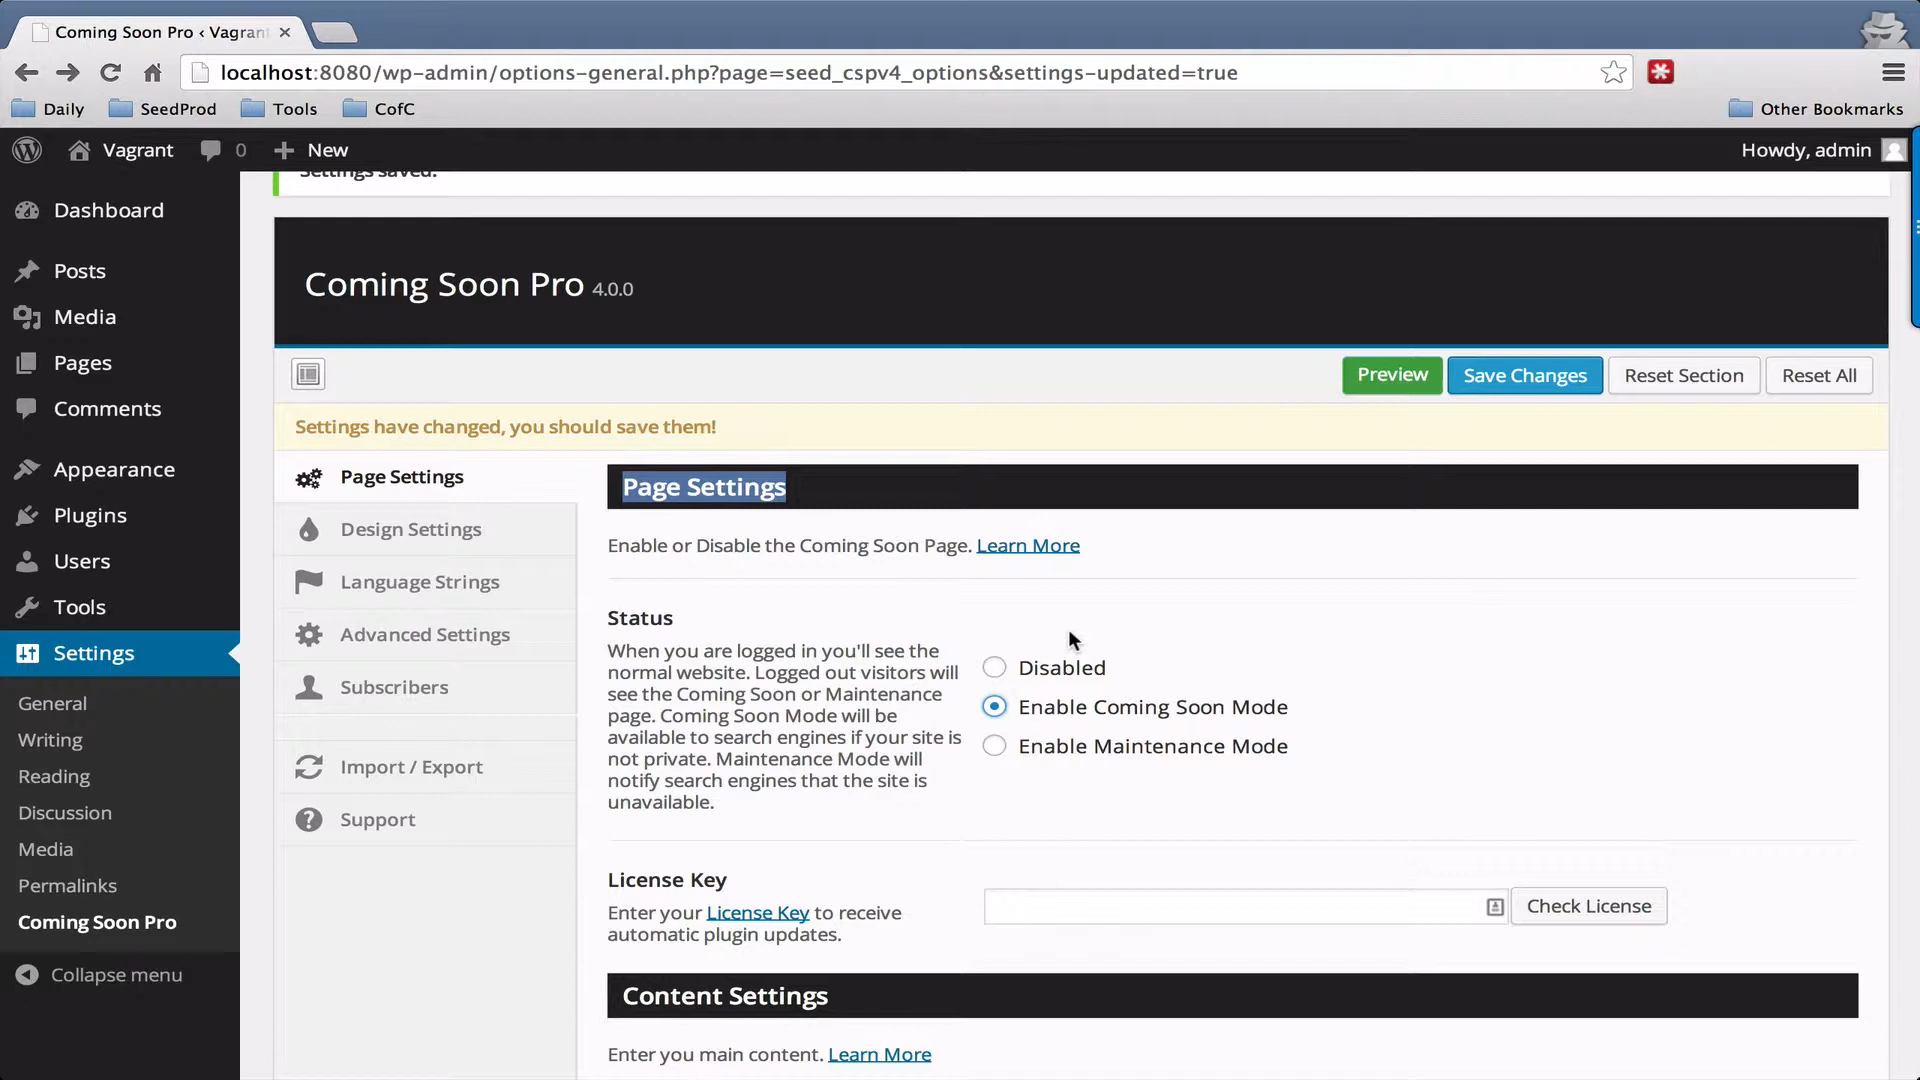 Coming Soon Pro ‹ Vagrant
localhost:8080/wp-admin/options-general.php?page=seed_cspv4_options&settings-updated=true
Daily
SeedProd
Tools
CofC
Other Bookmarks
Vagrant
0
New
Howdy, admin
Dashboard
Posts
Media
Pages
Comments
Appearance
Plugins
Users
Tools
Settings
General
Writing
Reading
Discussion
Media
Permalinks
Coming Soon Pro
Collapse menu
Settings saved.
Coming Soon Pro 4.0.0
Preview
Save Changes
Reset Section
Reset All
Settings have changed, you should save them!
Page Settings
Design Settings
Language Strings
Advanced Settings
Subscribers
Import / Export
Support
Page Settings
Enable or Disable the Coming Soon Page. Learn More
Status
When you are logged in you'll see the
normal website. Logged out visitors will
see the Coming Soon or Maintenance
page. Coming Soon Mode will be
available to search engines if your site is
not private. Maintenance Mode will
notify search engines that the site is
unavailable.
Disabled
Enable Coming Soon Mode
Enable Maintenance Mode
License Key
Enter your License Key to receive
automatic plugin updates.
Check License
Content Settings
Enter you main content. Learn More